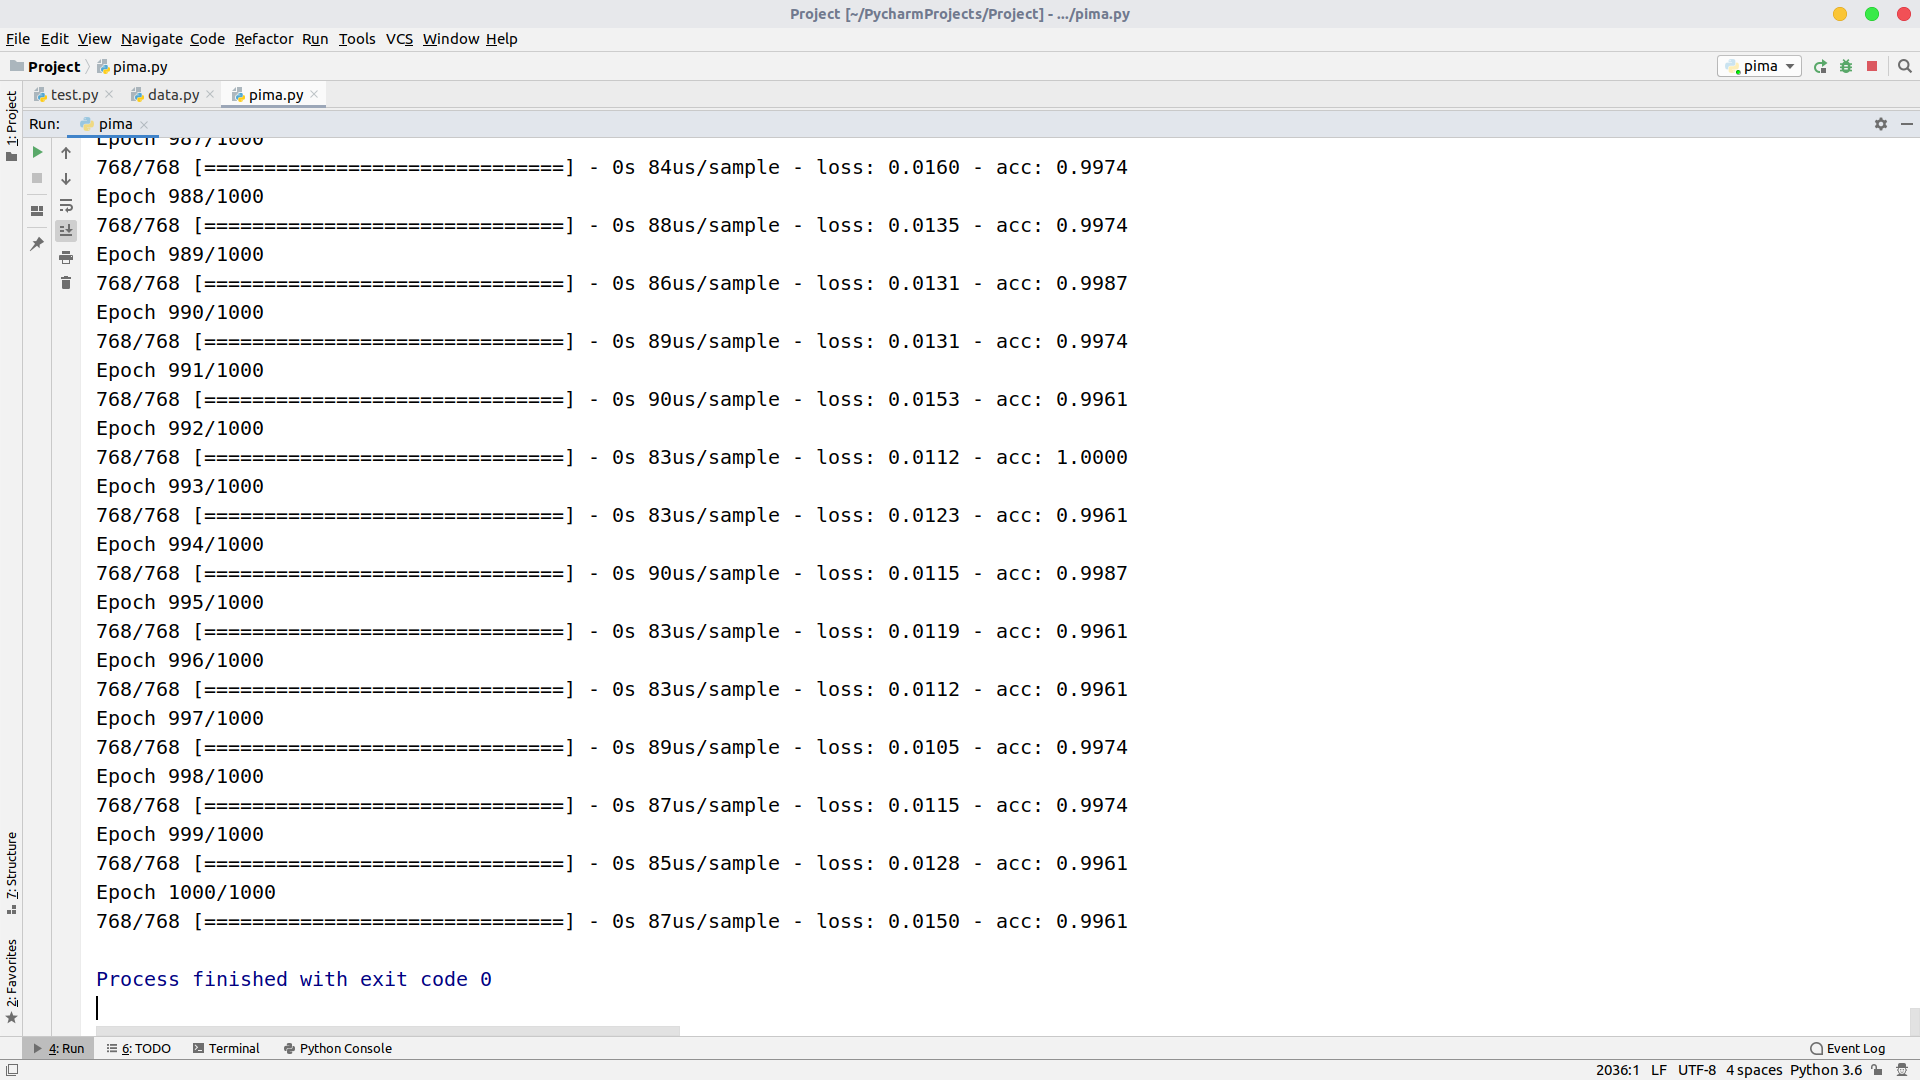 Project [~/PycharmProjects/Project] - .../pima.py
File Edit View Navigate Code Refactor Run Tools VCS Window Help
Project pima.py
pima
test.py data.py pima.py
1: Project
Run: pima
Epoch 987/1000
768/768 [==============================] - 0s 84us/sample - loss: 0.0160 - acc: 0.9974
Epoch 988/1000
768/768 [==============================] - 0s 88us/sample - loss: 0.0135 - acc: 0.9974
Epoch 989/1000
768/768 [==============================] - 0s 86us/sample - loss: 0.0131 - acc: 0.9987
Epoch 990/1000
768/768 [==============================] - 0s 89us/sample - loss: 0.0131 - acc: 0.9974
Epoch 991/1000
768/768 [==============================] - 0s 90us/sample - loss: 0.0153 - acc: 0.9961
Epoch 992/1000
768/768 [==============================] - 0s 83us/sample - loss: 0.0112 - acc: 1.0000
Epoch 993/1000
768/768 [==============================] - 0s 83us/sample - loss: 0.0123 - acc: 0.9961
Epoch 994/1000
768/768 [==============================] - 0s 90us/sample - loss: 0.0115 - acc: 0.9987
Epoch 995/1000
768/768 [==============================] - 0s 83us/sample - loss: 0.0119 - acc: 0.9961
Epoch 996/1000
768/768 [==============================] - 0s 83us/sample - loss: 0.0112 - acc: 0.9961
Epoch 997/1000
768/768 [==============================] - 0s 89us/sample - loss: 0.0105 - acc: 0.9974
Epoch 998/1000
768/768 [==============================] - 0s 87us/sample - loss: 0.0115 - acc: 0.9974
Epoch 999/1000
768/768 [==============================] - 0s 85us/sample - loss: 0.0128 - acc: 0.9961
Epoch 1000/1000
768/768 [==============================] - 0s 87us/sample - loss: 0.0150 - acc: 0.9961
Process finished with exit code 0
7: Structure
2: Favorites
4: Run 6: TODO Terminal Python Console Event Log
2036:1 LF UTF-8 4 spaces Python 3.6